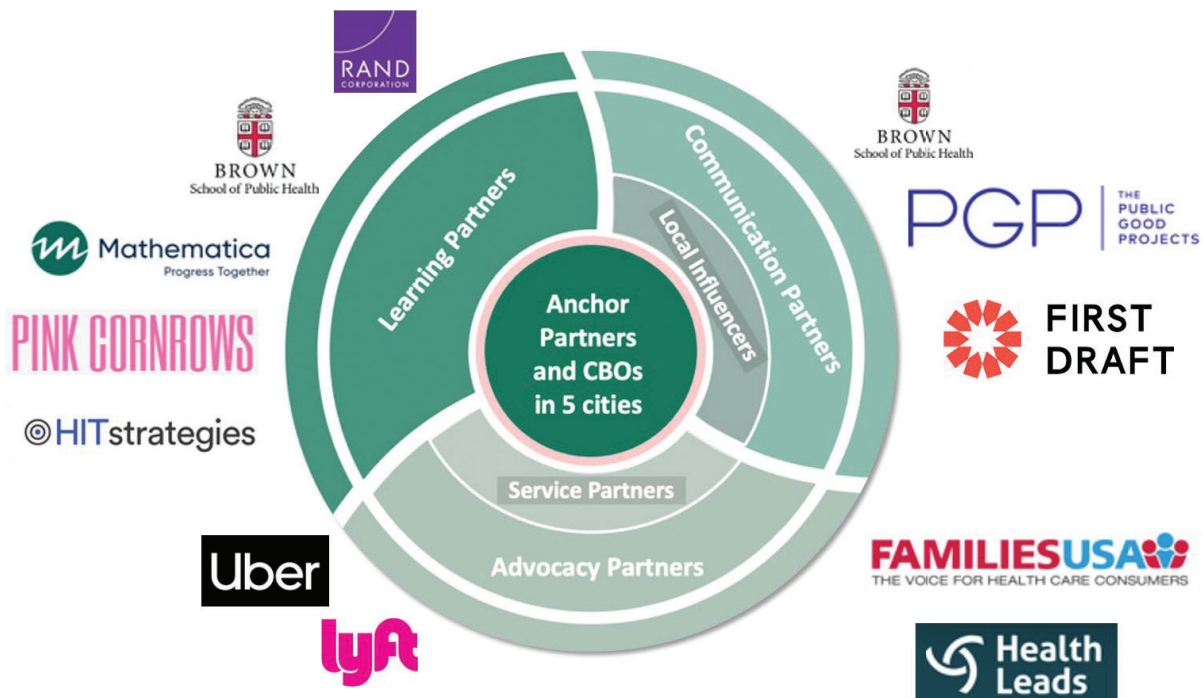 RAND
CORPORATION
BROWN
School of Public Health
Mathematica
Progress Together
PINK CORNROWS
HITstrategies
Uber
lyft
Learning Partners
Communication Partners
Local Influencers
Anchor
Partners
and CBOs
in 5 cities
Service Partners
Advocacy Partners
BROWN
School of Public Health
PGP
THE
PUBLIC
GOOD
PROJECTS
FIRST
DRAFT
FAMILIESUSA
THE VOICE FOR HEALTH CARE CONSUMERS
Health
Leads